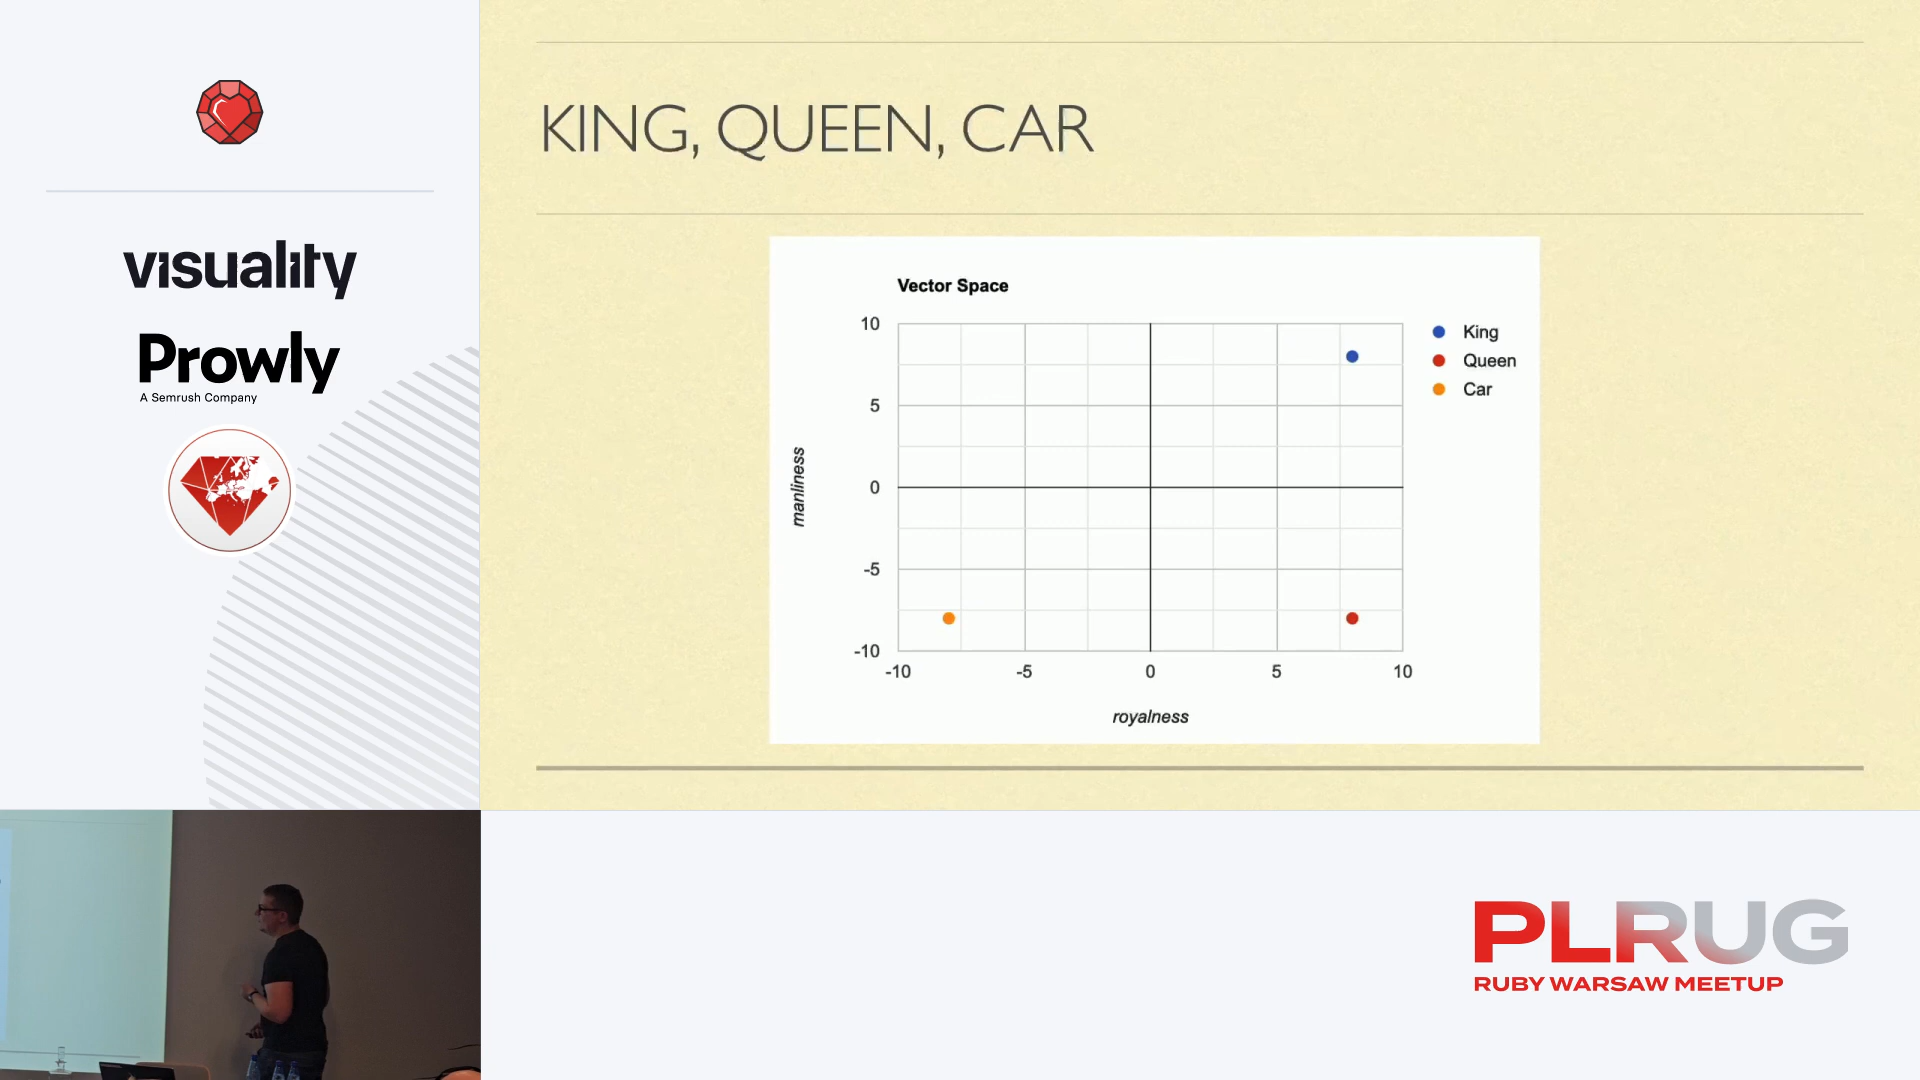 visuality
Prowly
A Semrush Company
KING, QUEEN, CAR
Vector Space
10
5
0
-5
-10
-10
-5
0
5
10
manliness
royalness
King
Queen
Car
PLRUG
RUBY WARSAW MEETUP